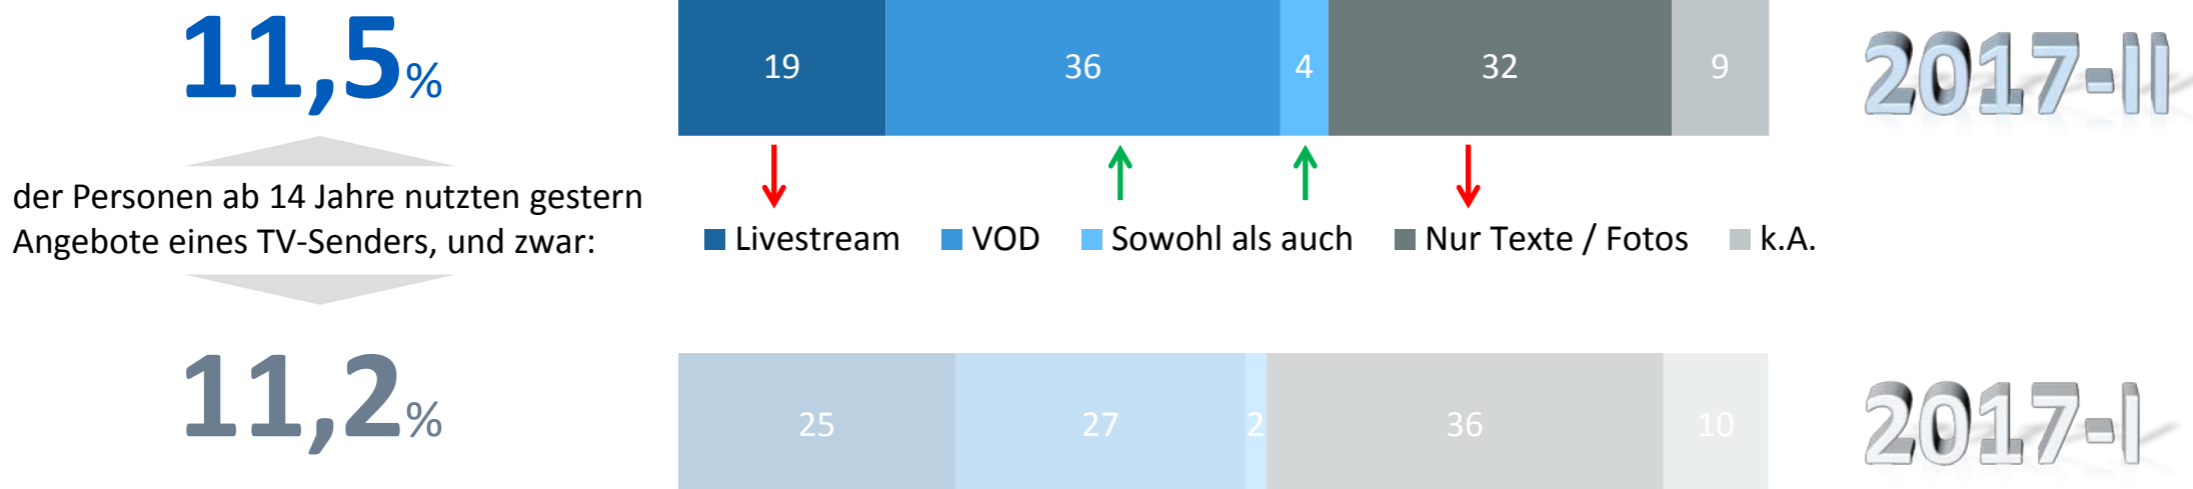 11,5%
19 36 4 32 9
2017-II
der Personen ab 14 Jahre nutzten gestern
Angebote eines TV-Senders, und zwar:
Livestream VOD Sowohl als auch Nur Texte / Fotos k.A.
11,2%
25 27 2 36 10
2017-I